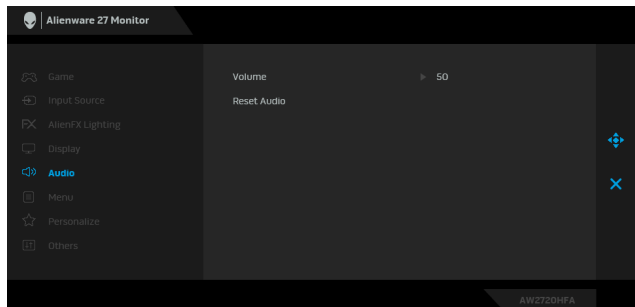 Alienware 27 Monitor
Game
Input Source
AlienFX Lighting
Display
Audio
Menu
Personalize
Others
Volume 50
Reset Audio
AW2720HFA